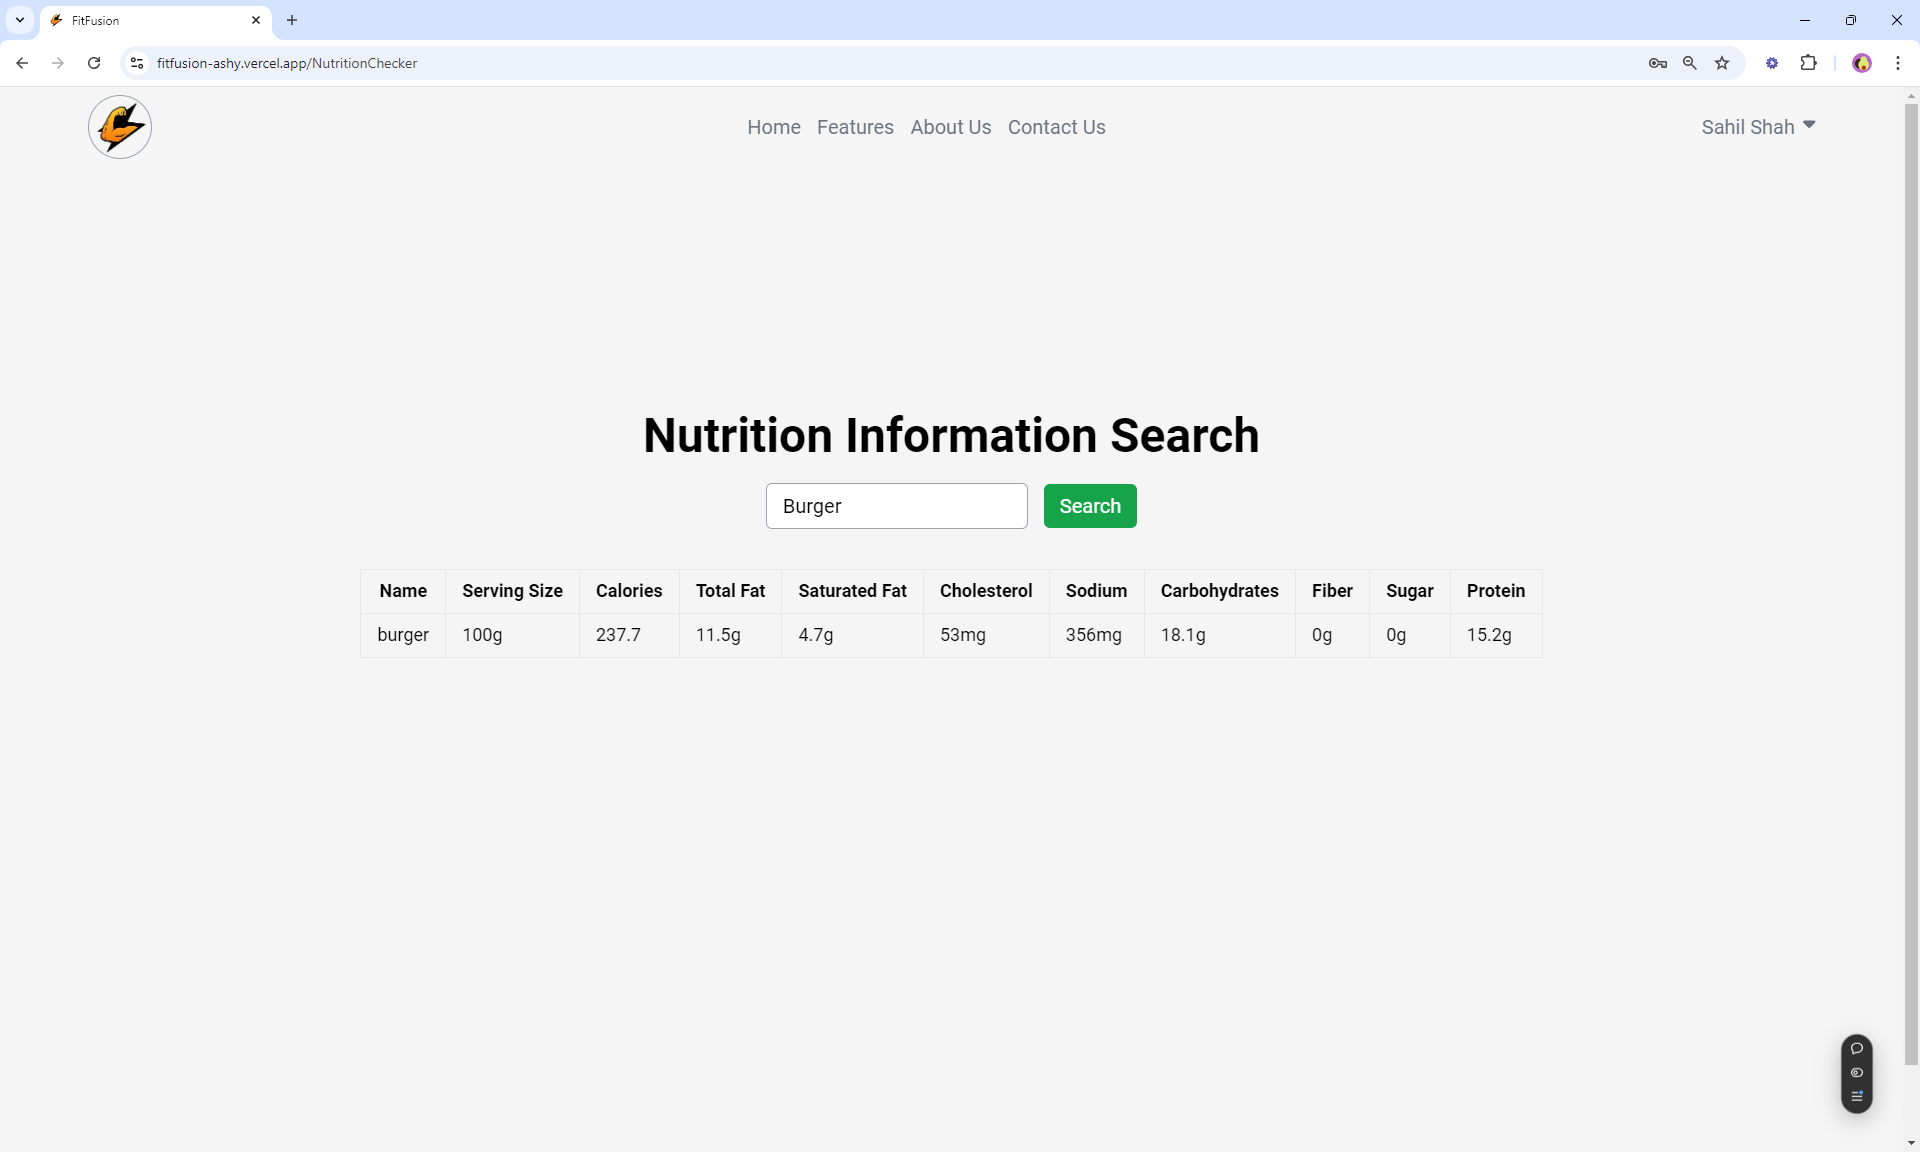 FitFusion
fitfusion-ashy.vercel.app/NutritionChecker
Home Features About Us Contact Us Sahil Shah
Nutrition Information Search
Burger Search
Name Serving Size Calories Total Fat Saturated Fat Cholesterol Sodium Carbohydrates Fiber Sugar Protein
burger 100g 237.7 11.5g 4.7g 53mg 356mg 18.1g 0g 0g 15.2g